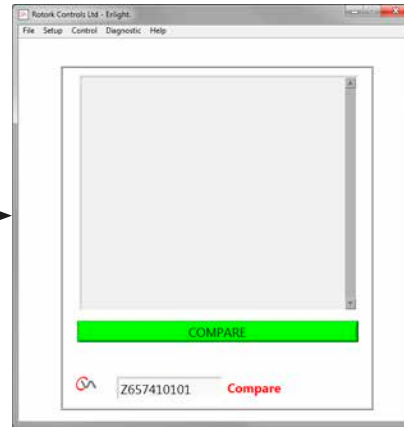 Rotork Controls Ltd - Enlight.
File Setup Control Diagnostic Help
COMPARE
Z657410101 Compare